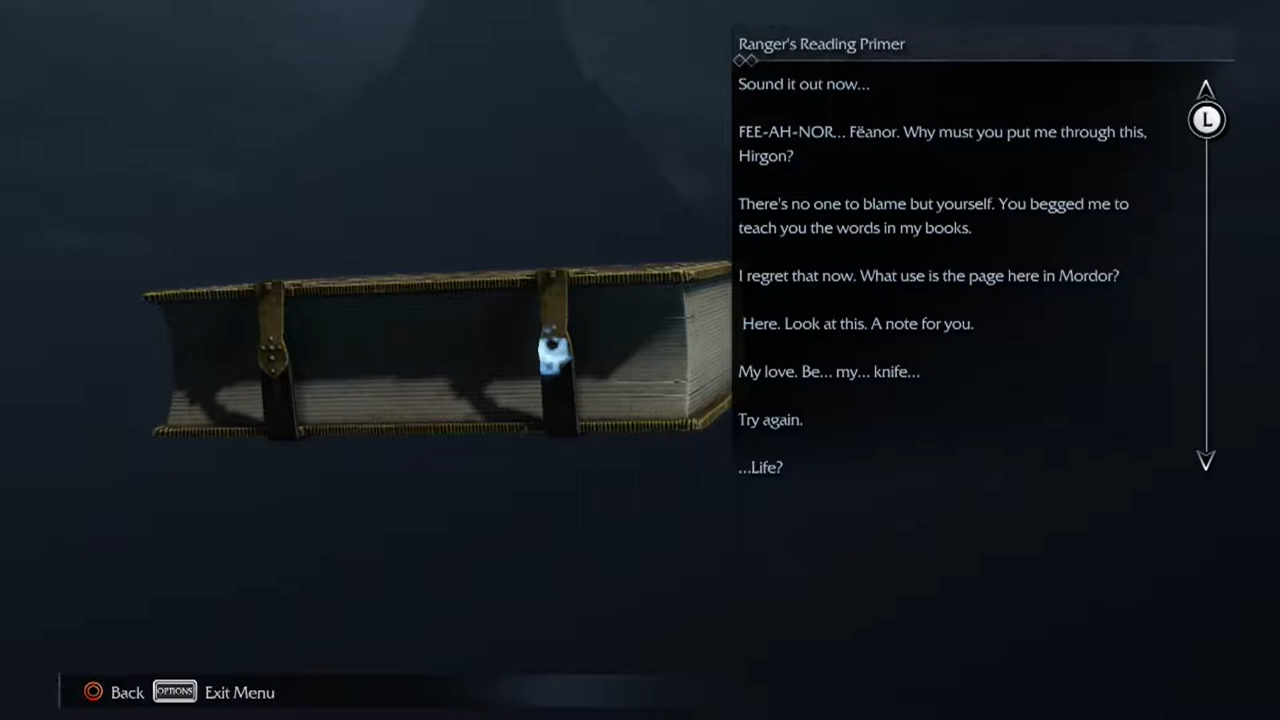 Ranger's Reading Primer
Sound it out now...
FEE-AH-NOR... Fëanor. Why must you put me through this,
Hirgon?
There's no one to blame but yourself. You begged me to
teach you the words in my books.
I regret that now. What use is the page here in Mordor?
Here. Look at this. A note for you.
My love. Be... my... knife...
Try again.
...Life?
L
Back OPTIONS Exit Menu